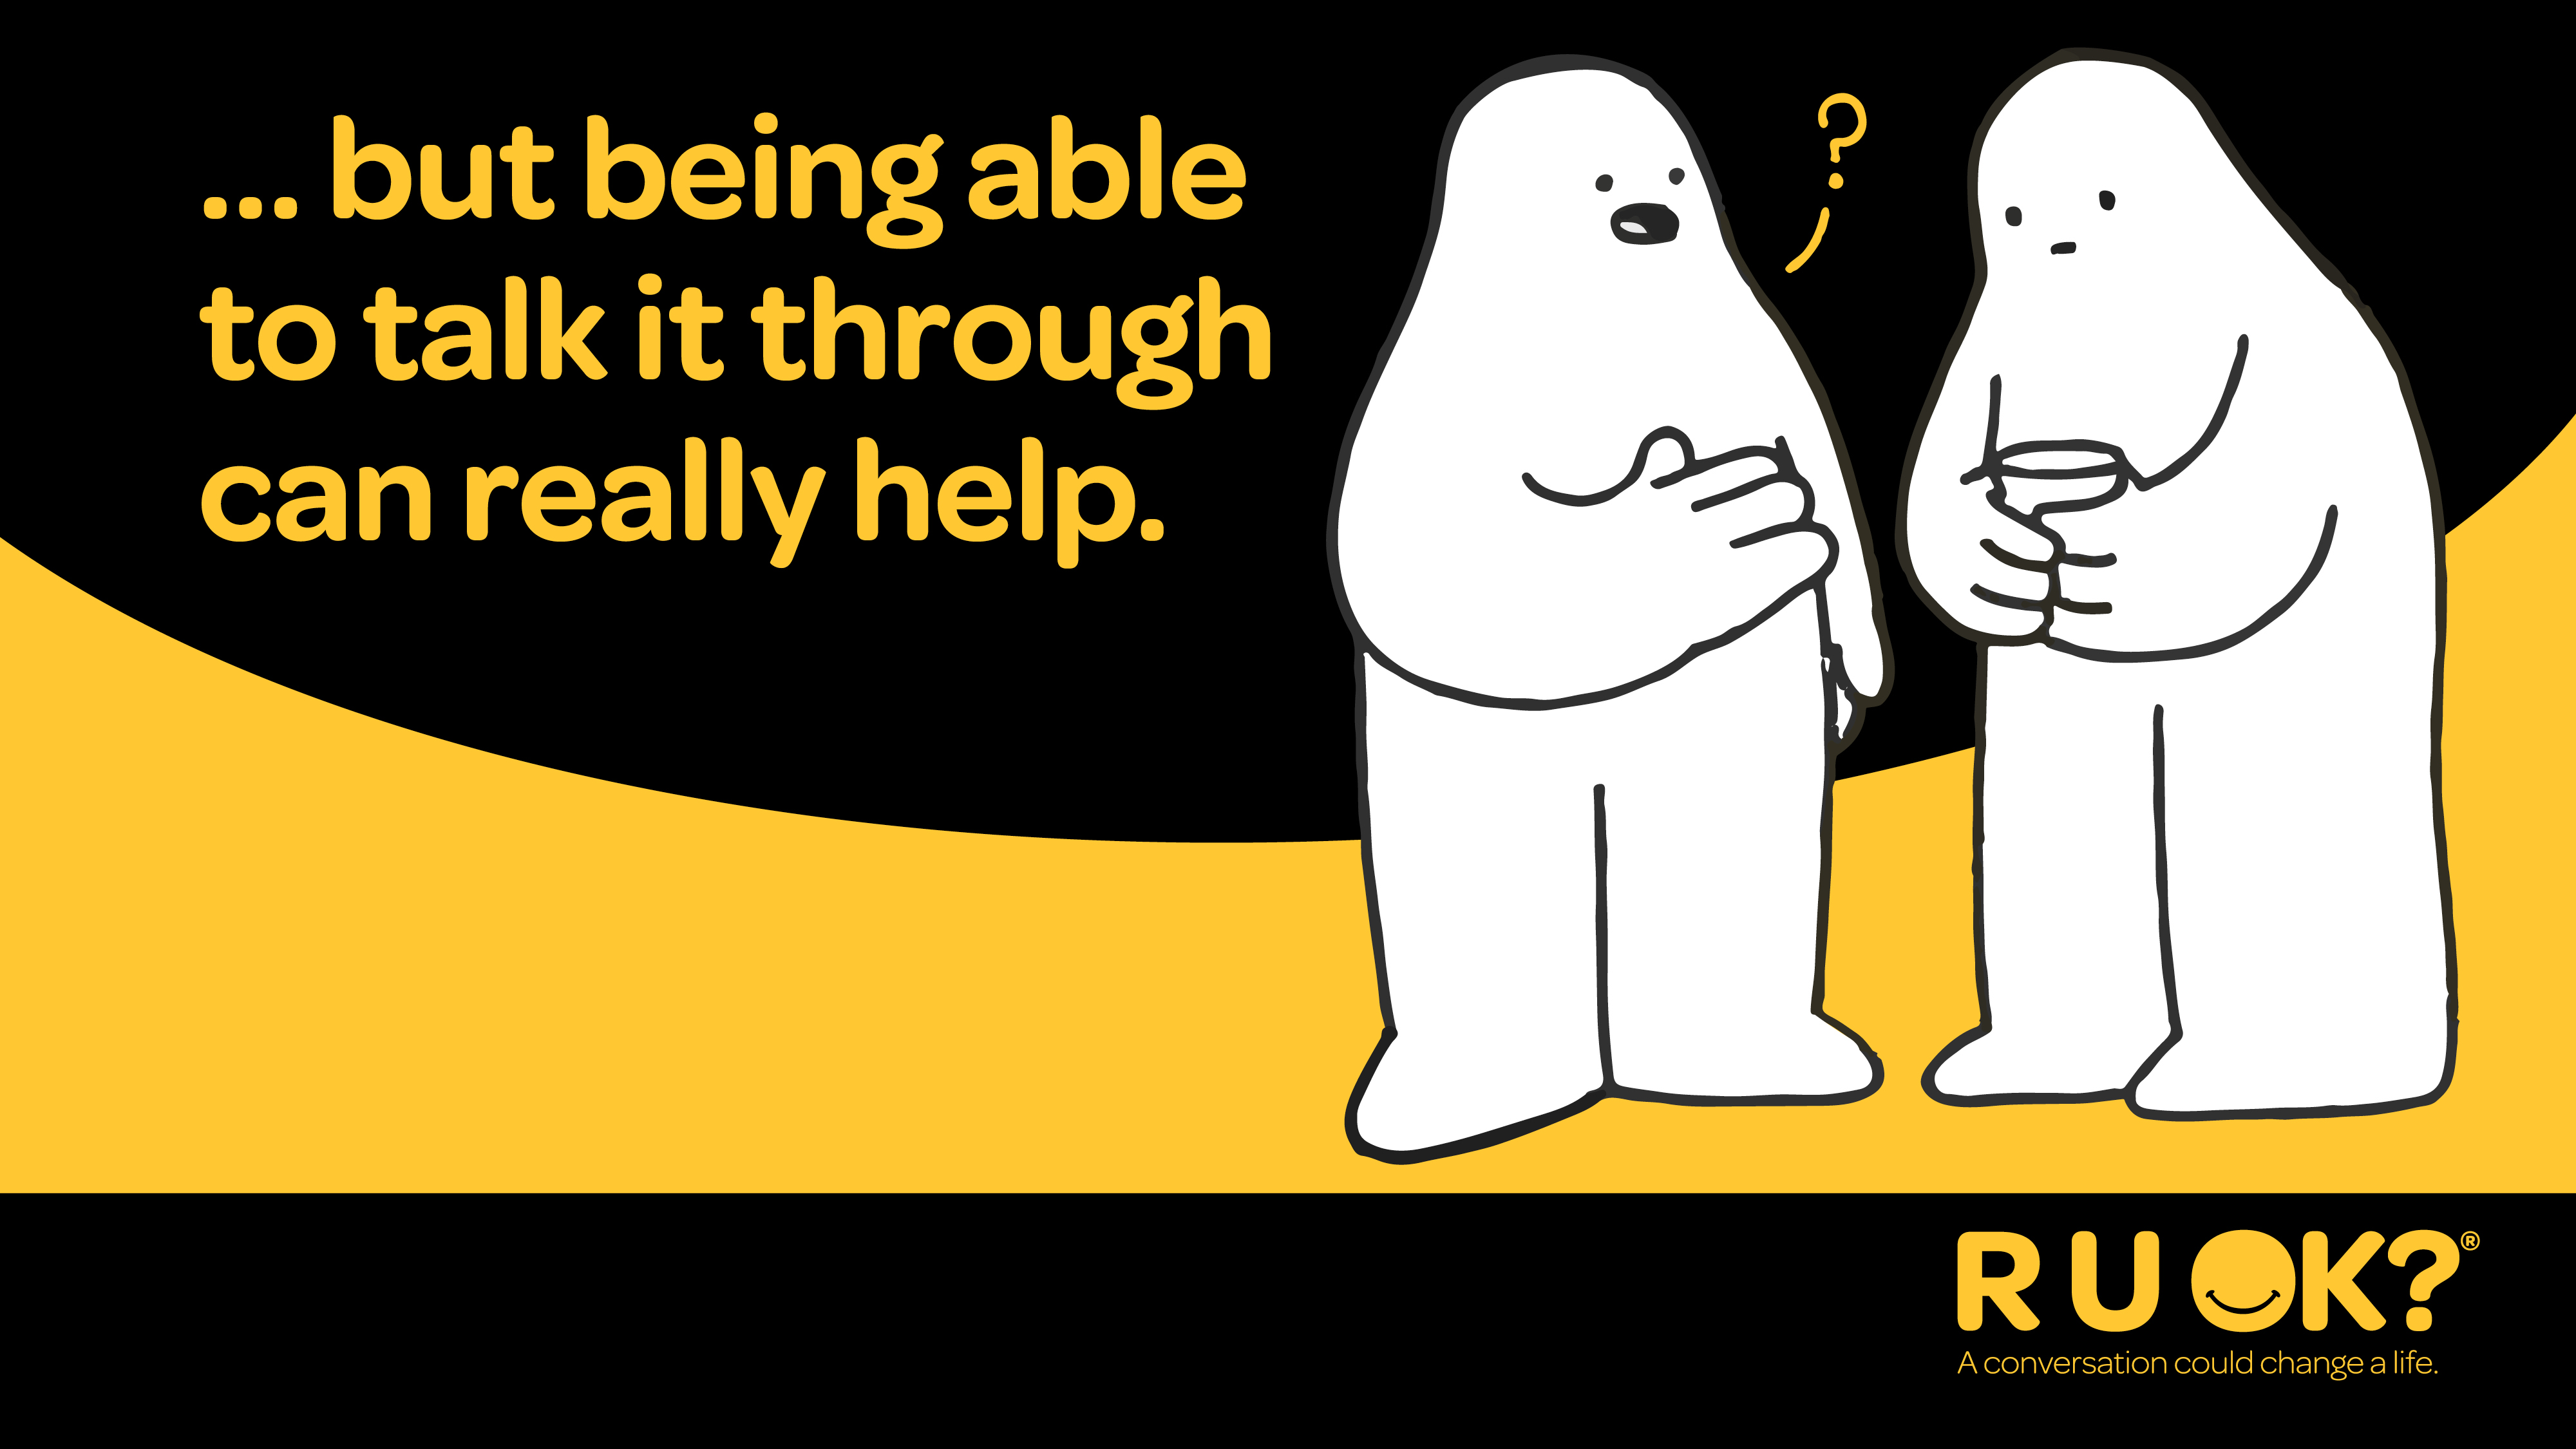 ... but being able
to talk it through
can really help.
?
R U OK?®
A conversation could change a life.